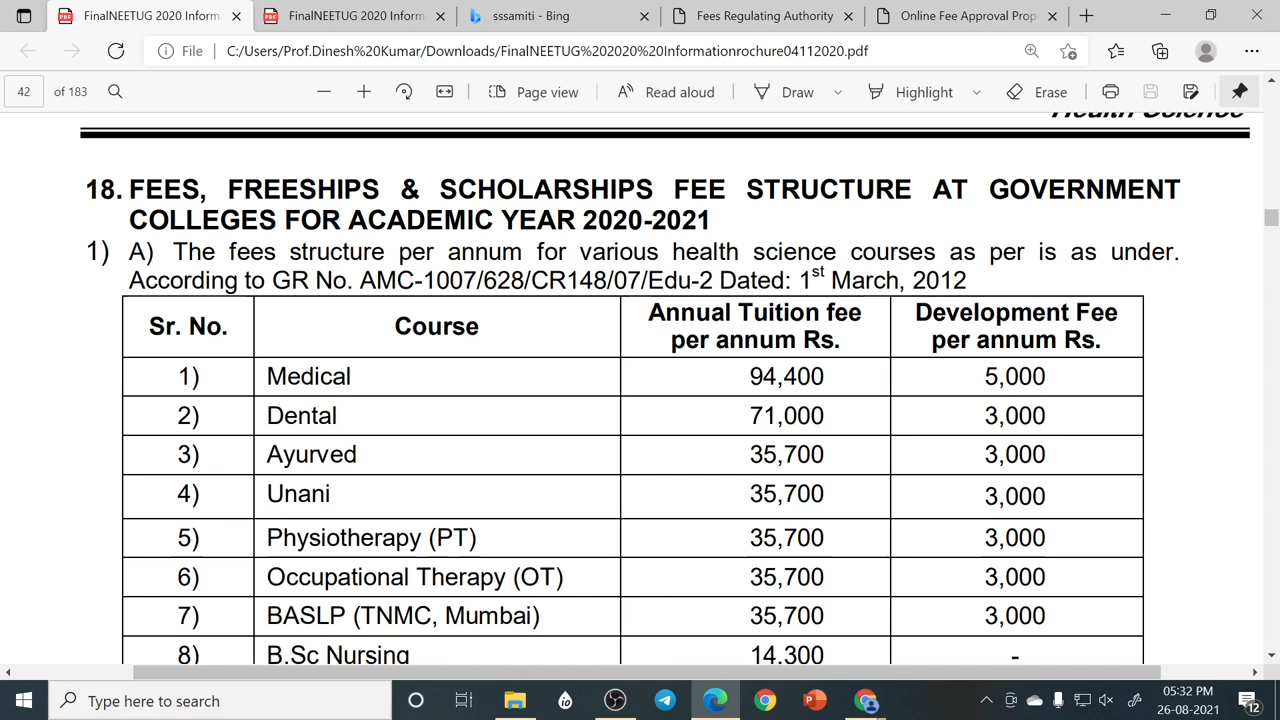 FinalNEETUG 2020 Inform
FinalNEETUG 2020 Inform
sssamiti - Bing
Fees Regulating Authority
Online Fee Approval Prop
File
C:/Users/Prof.Dinesh%20Kumar/Downloads/FinalNEETUG%202020%20Informationrochure04112020.pdf
42 of 183
Page view
Read aloud
Draw
Highlight
Erase
Health Science
18. FEES, FREESHIPS & SCHOLARSHIPS FEE STRUCTURE AT GOVERNMENT
COLLEGES FOR ACADEMIC YEAR 2020-2021
1) A) The fees structure per annum for various health science courses as per is as under.
According to GR No. AMC-1007/628/CR148/07/Edu-2 Dated: 1st March, 2012
Sr. No. Course Annual Tuition fee per annum Rs. Development Fee per annum Rs.
1) Medical 94,400 5,000
2) Dental 71,000 3,000
3) Ayurved 35,700 3,000
4) Unani 35,700 3,000
5) Physiotherapy (PT) 35,700 3,000
6) Occupational Therapy (OT) 35,700 3,000
7) BASLP (TNMC, Mumbai) 35,700 3,000
8) B.Sc Nursing 14,300 -
Type here to search
05:32 PM
26-08-2021
12